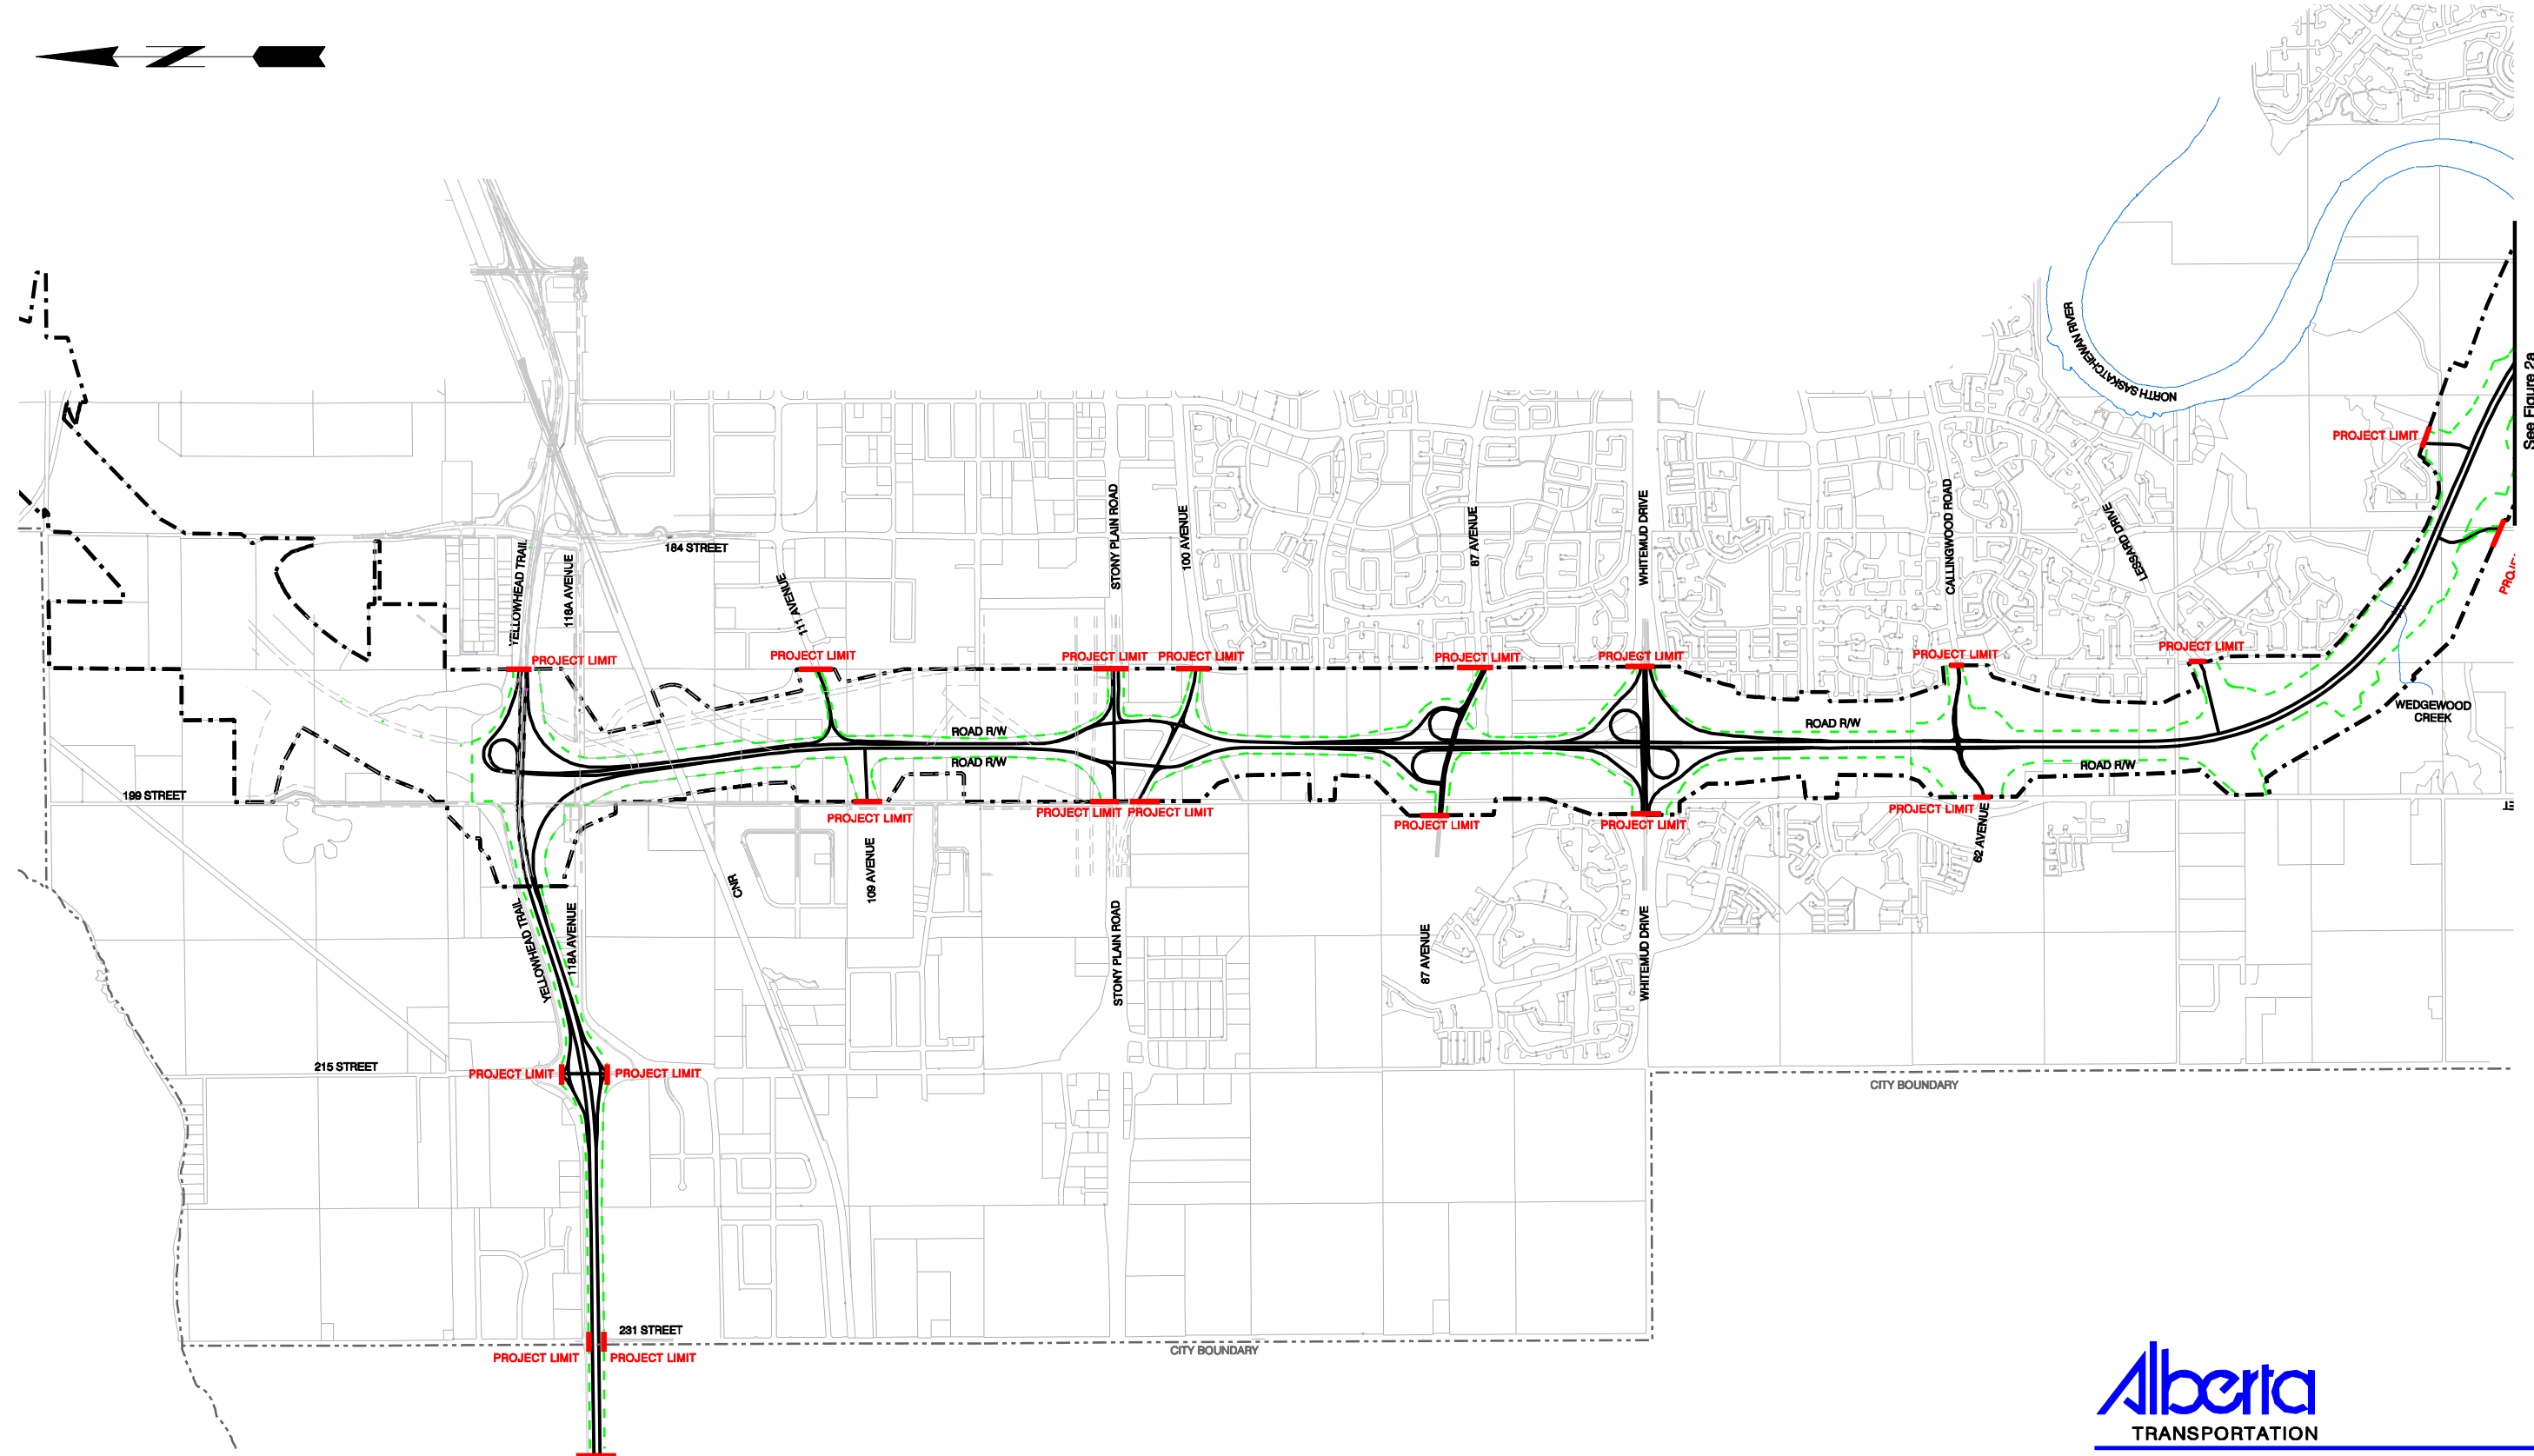 N
NORTH SASKATCHEWAN RIVER
See Figure 2a
PROJECT LIMIT
184 STREET
YELLOWHEAD TRAIL
118A AVENUE
111 AVENUE
STONY PLAIN ROAD
100 AVENUE
87 AVENUE
WHITEMUD DRIVE
CALLINGWOOD ROAD
LESSARD DRIVE
PROJECT LIMIT
PROJECT LIMIT
PROJECT LIMIT
PROJECT LIMIT
PROJECT LIMIT
PROJECT LIMIT
PROJECT LIMIT
PROJECT LIMIT
WEDGEWOOD
CREEK
ROAD R/W
ROAD R/W
ROAD R/W
ROAD R/W
199 STREET
PROJECT LIMIT
PROJECT LIMIT
PROJECT LIMIT
PROJECT LIMIT
PROJECT LIMIT
PROJECT LIMIT
62 AVENUE
109 AVENUE
CNR
YELLOWHEAD TRAIL
118A AVENUE
STONY PLAIN ROAD
87 AVENUE
WHITEMUD DRIVE
215 STREET
PROJECT LIMIT
PROJECT LIMIT
CITY BOUNDARY
231 STREET
PROJECT LIMIT
PROJECT LIMIT
CITY BOUNDARY
Alberta
TRANSPORTATION